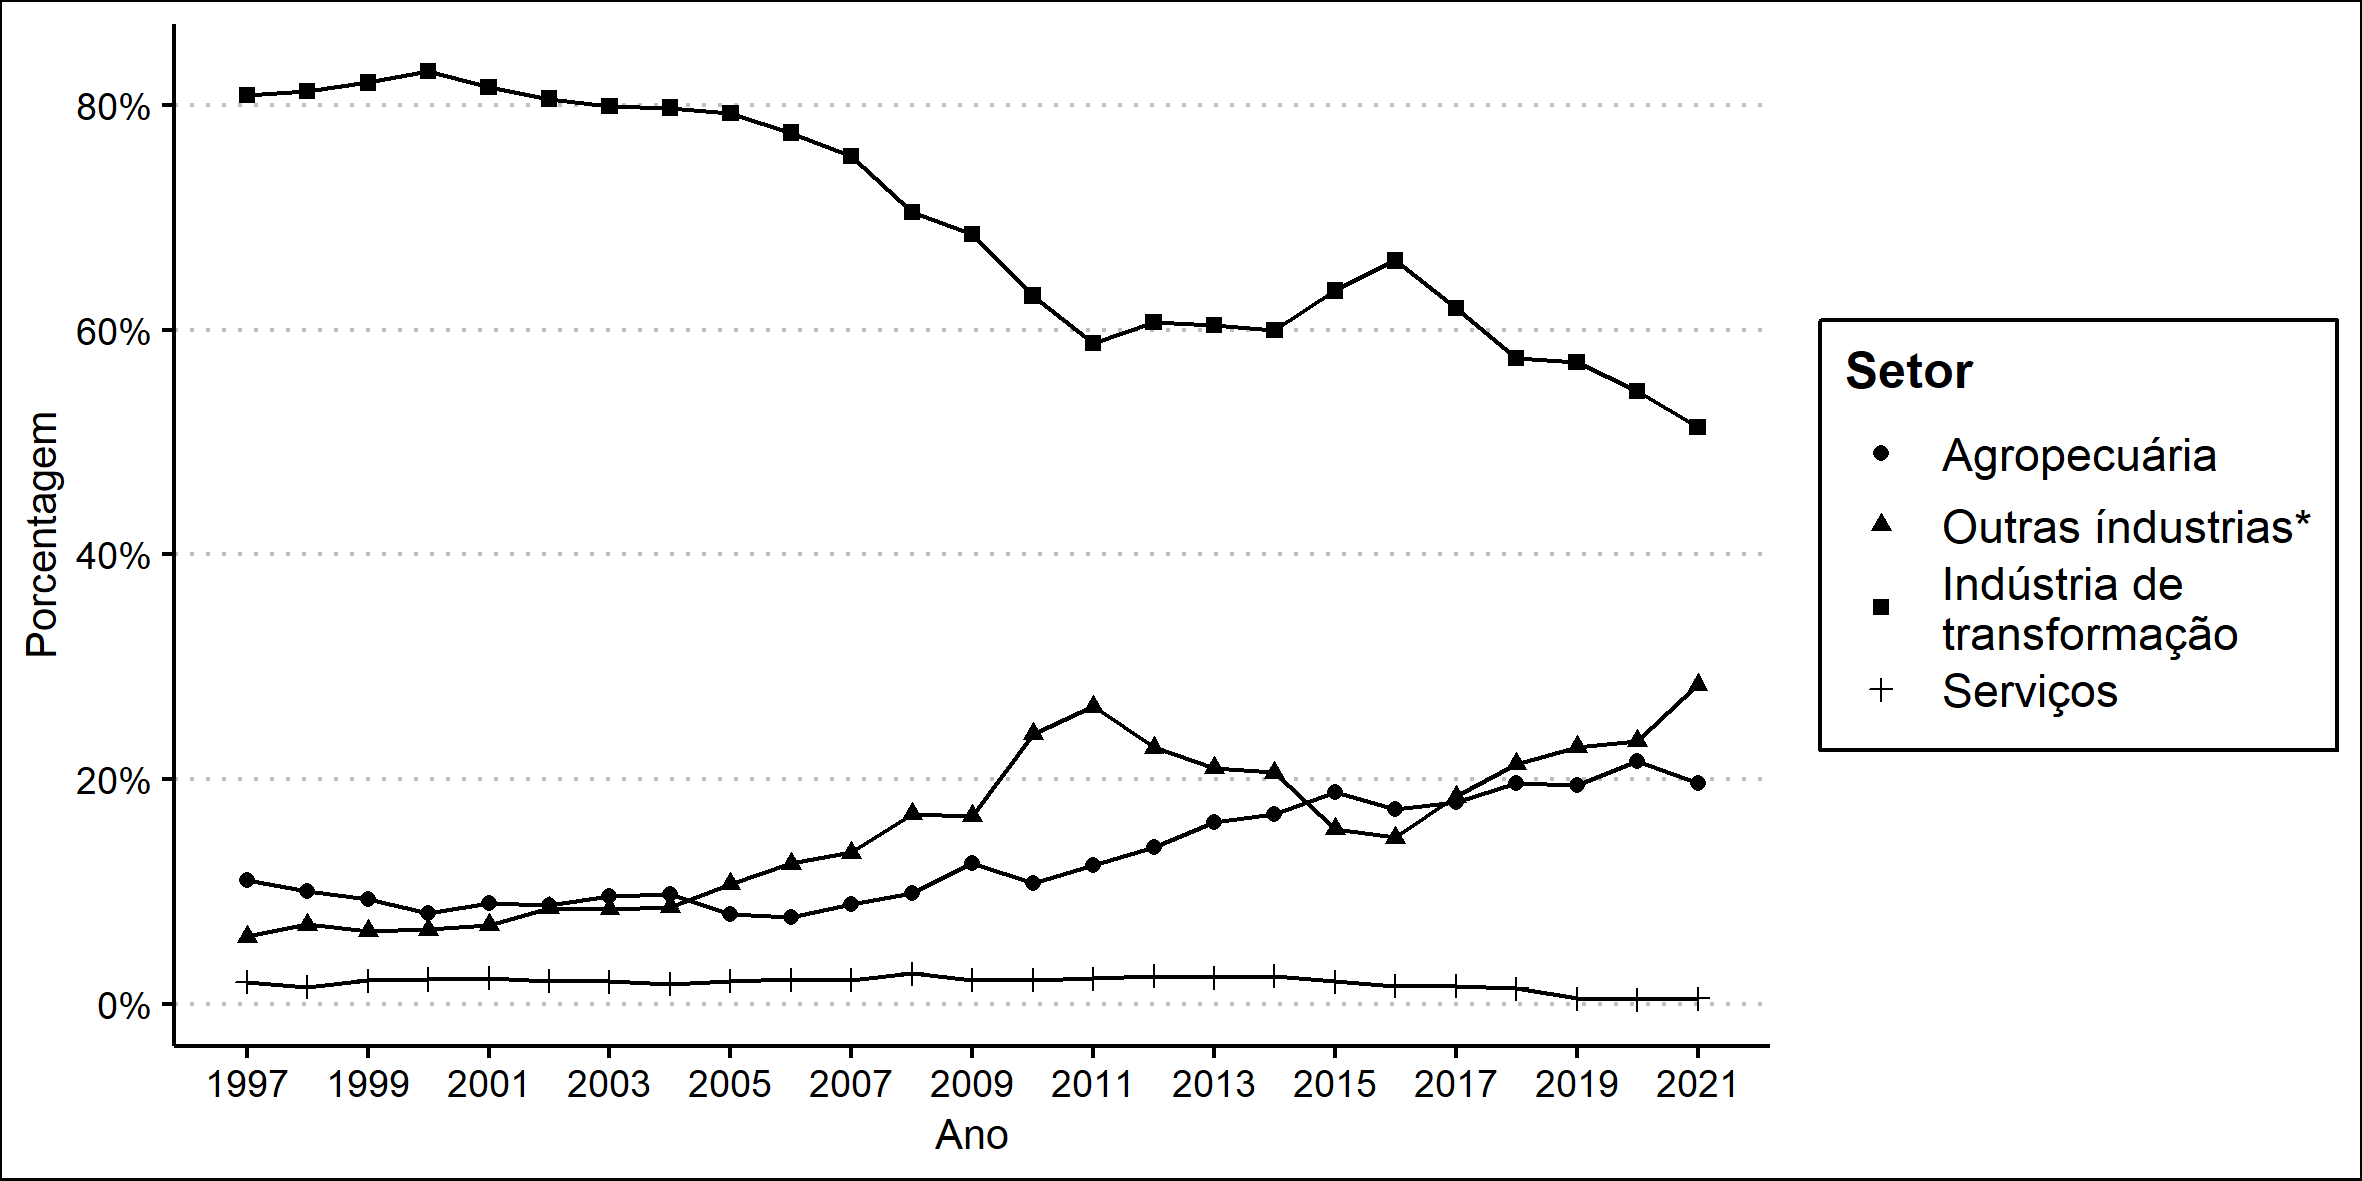 80%
60%
40%
20%
0%
Porcentagem
1997 1999 2001 2003 2005 2007 2009 2011 2013 2015 2017 2019 2021
Ano
Setor
Agropecuária
Outras índustrias*
Indústria de
transformação
Serviços